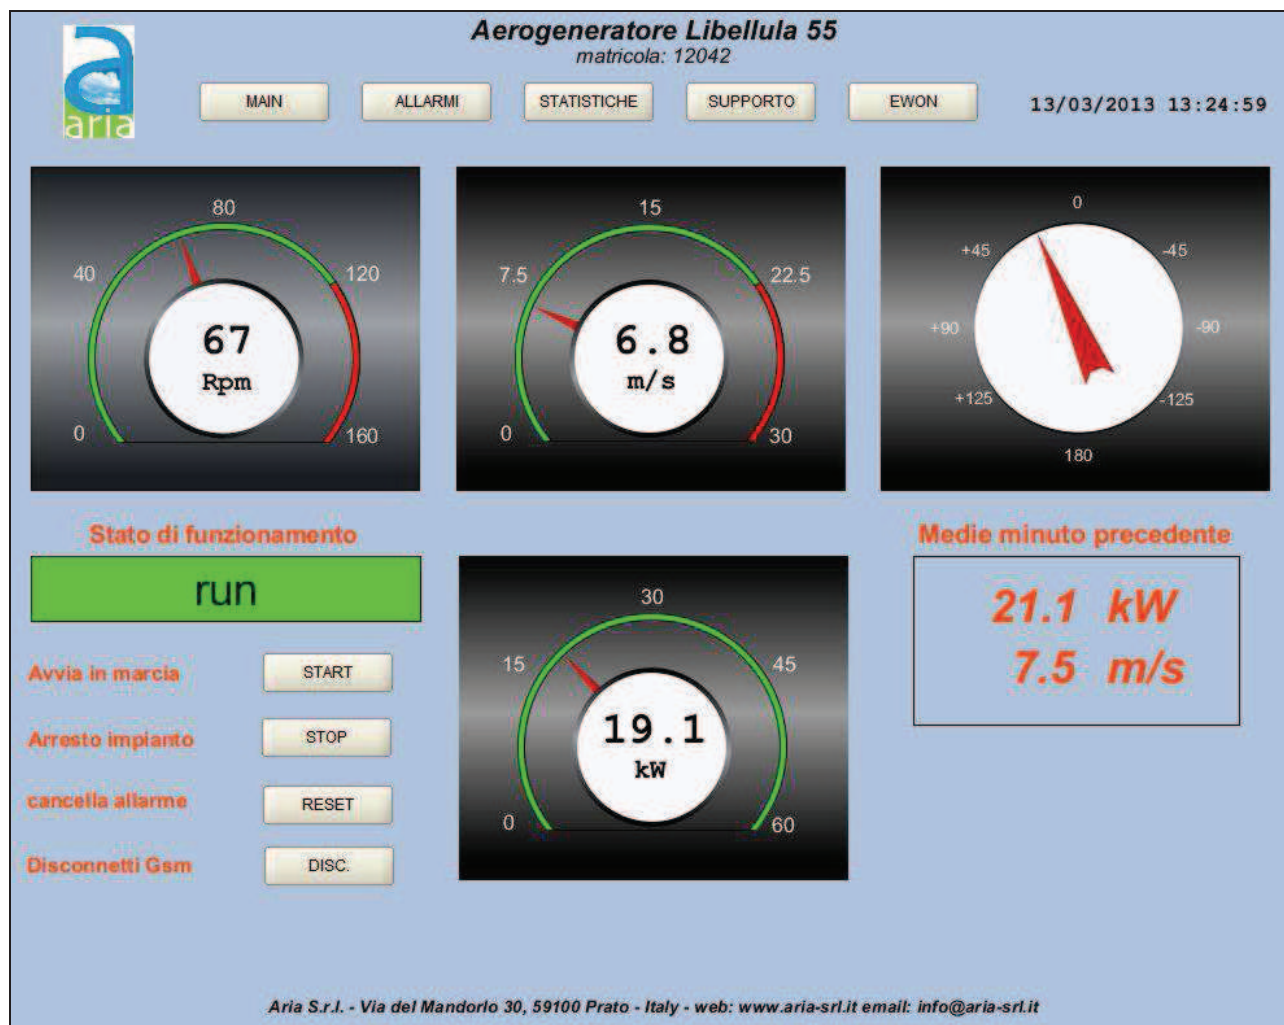 Aerogeneratore Libellula 55
matricola: 12042
a
aria
MAIN
ALLARMI
STATISTICHE
SUPPORTO
EWON
13/03/2013 13:24:59
80
40
120
67
Rpm
0
160
15
7.5
22.5
6.8
m/s
0
30
0
+45
-45
+90
-90
+125
-125
180
Stato di funzionamento
run
Avvia in marcia
START
Arresto impianto
STOP
cancella allarme
RESET
Disconnetti Gsm
DISC.
30
15
45
19.1
kW
0
60
Medie minuto precedente
21.1 kW
7.5 m/s
Aria S.r.l. - Via del Mandorlo 30, 59100 Prato - Italy - web: www.aria-srl.it email: info@aria-srl.it